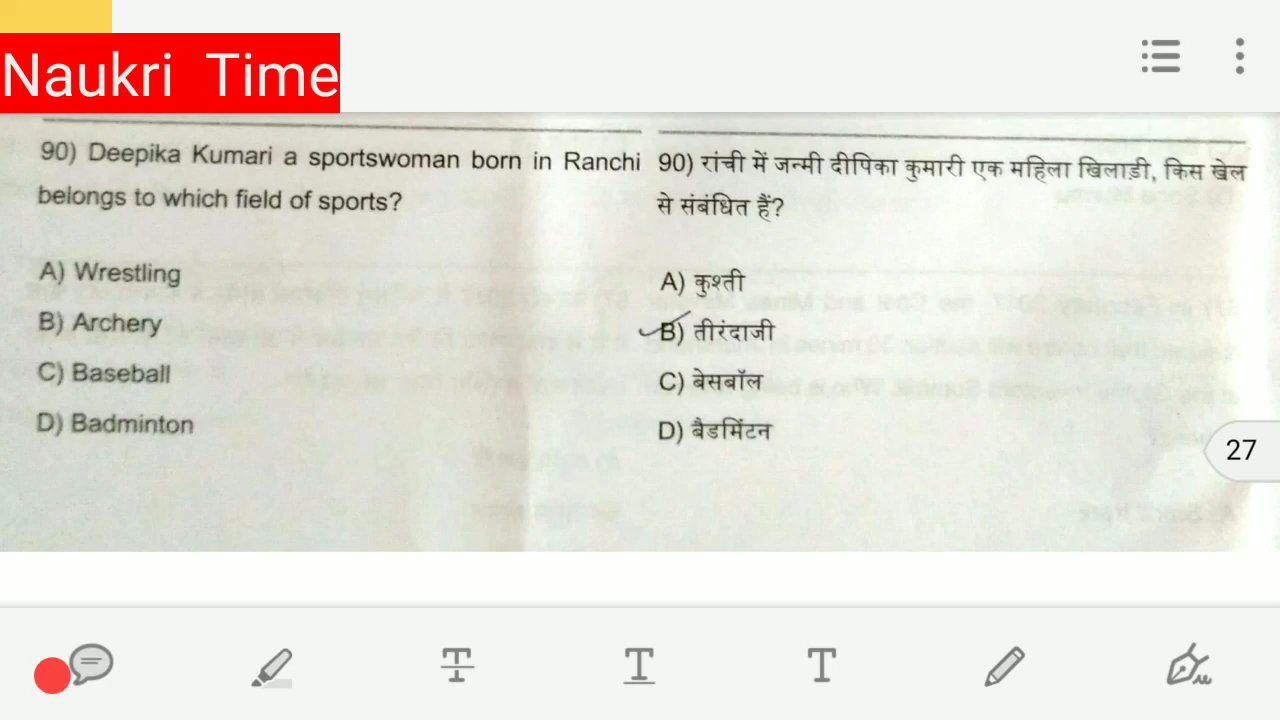 Naukri Time
90) Deepika Kumari a sportswoman born in Ranchi
belongs to which field of sports?
A) Wrestling
B) Archery
C) Baseball
D) Badminton
90) रांची में जन्मी दीपिका कुमारी एक महिला खिलाड़ी, किस खेल
से संबंधित हैं?
A) कुश्ती
B) तीरंदाजी
C) बेसबॉल
D) बैडमिंटन
27